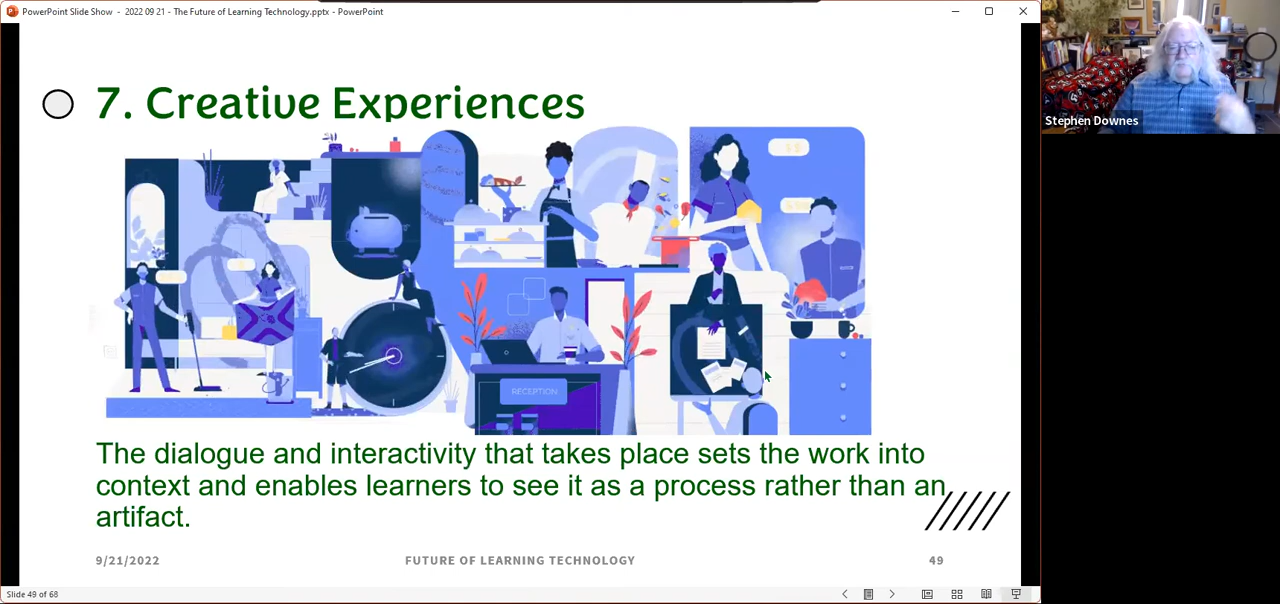 PowerPoint Slide Show - 2022 09 21 - The Future of Learning Technology.pptx - PowerPoint
7. Creative Experiences
RECEPTION
The dialogue and interactivity that takes place sets the work into
context and enables learners to see it as a process rather than an
artifact.
9/21/2022
FUTURE OF LEARNING TECHNOLOGY
49
Slide 49 of 68
Stephen Downes